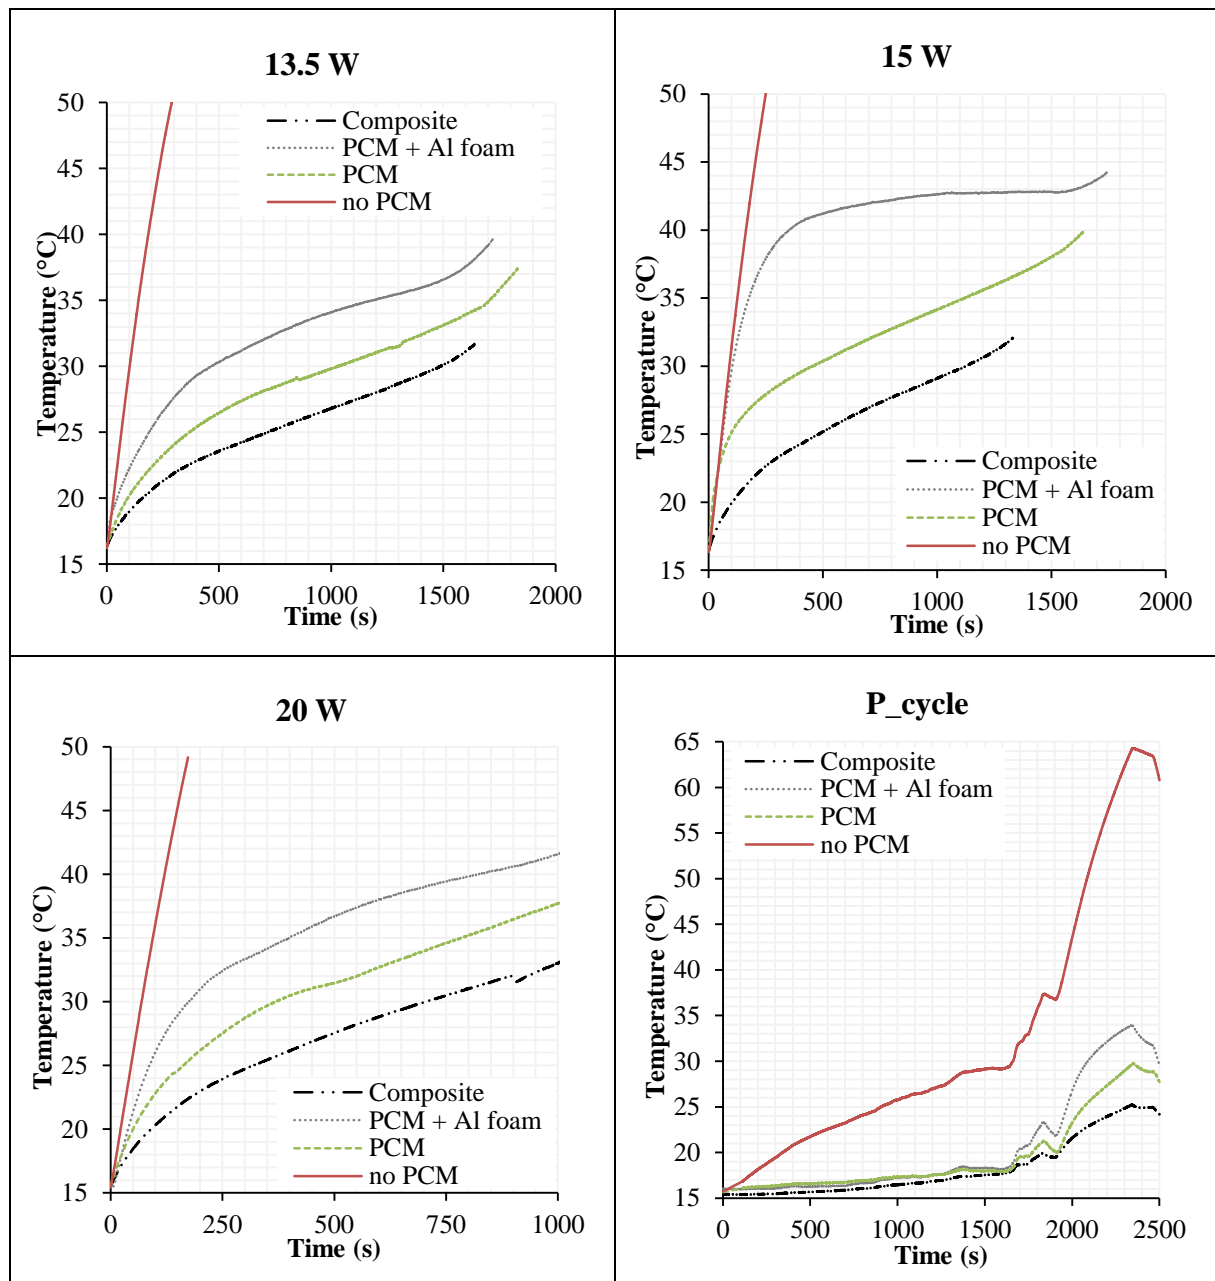 13.5 W
50
45
40
35
30
25
20
15
Temperature (°C)
Composite
PCM + Al foam
PCM
no PCM
0 500 1000 1500 2000
Time (s)
15 W
50
45
40
35
30
25
20
15
Temperature (°C)
Composite
PCM + Al foam
PCM
no PCM
0 500 1000 1500 2000
Time (s)
20 W
50
45
40
35
30
25
20
15
Temperature (°C)
Composite
PCM + Al foam
PCM
no PCM
0 250 500 750 1000
Time (s)
P_cycle
65
60
55
50
45
40
35
30
25
20
15
Temperature (°C)
Composite
PCM + Al foam
PCM
no PCM
0 500 1000 1500 2000 2500
Time (s)